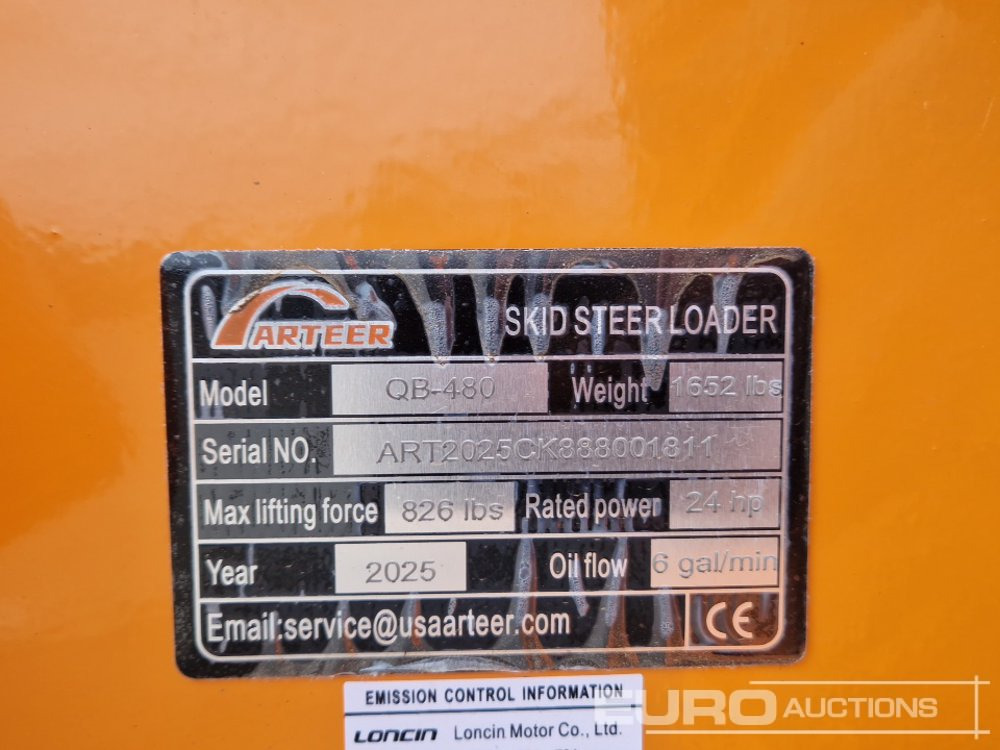 ARTEER SKID STEER LOADER
Model QB-480 Weight 1652 lbs
Serial NO. ART2025CK888001811
Max lifting force 826 lbs Rated power 24 hp
Year 2025 Oil flow 6 gal/min
Email:service@usaarteer.com CE
EMISSION CONTROL INFORMATION
LONCIN Loncin Motor Co., Ltd.
EURO AUCTIONS